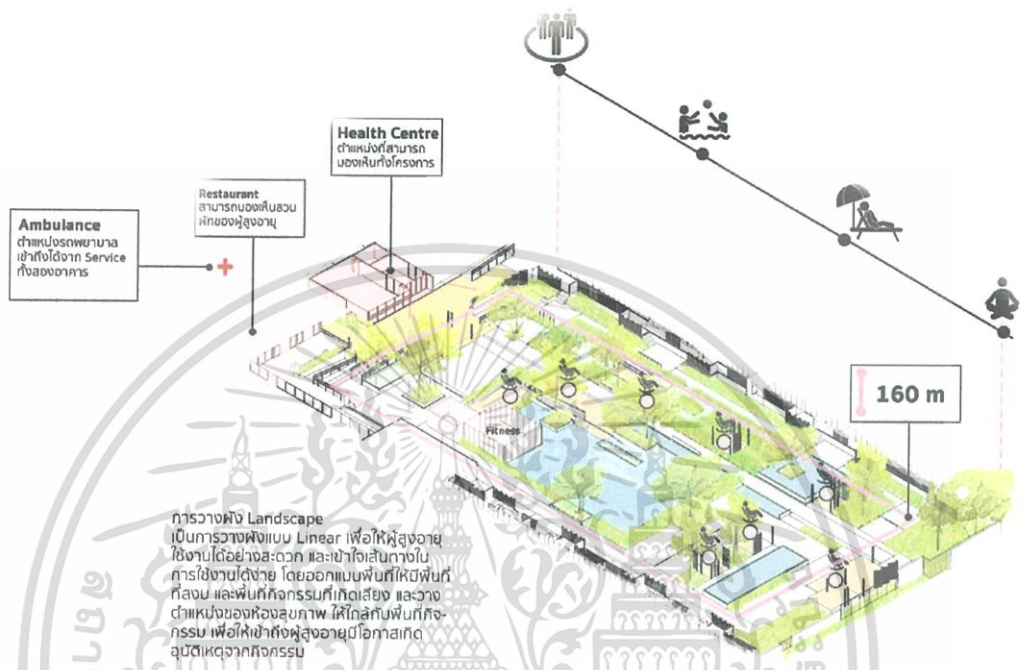 Health Centre
ตำแหน่งที่สามารถ
มองเห็นทั้งโครงการ
Restaurant
สามารถมองเห็นสวน
ผักของผู้สูงอายุ
Ambulance
ตำแหน่งรถพยาบาล
เข้าถึงได้จาก Service
ทั้งสองอาคาร
160 m
Fitness
การวางผัง Landscape
เป็นการวางผังแบบ Linear เพื่อให้ผู้สูงอายุ
ใช้งานได้อย่างสะดวก และเข้าใจเส้นทางใน
การใช้งานได้ง่าย โดยออกแบบพื้นที่ให้มีพื้นที่
ที่สงบ และพื้นที่กิจกรรมที่เกิดเสียง และวาง
ตำแหน่งของห้องสุขภาพ ให้ใกล้กับพื้นที่กิจ-
กรรม เพื่อให้เข้าถึงผู้สูงอายุมีโอกาสเกิด
อุบัติเหตุจากกิจกรรม